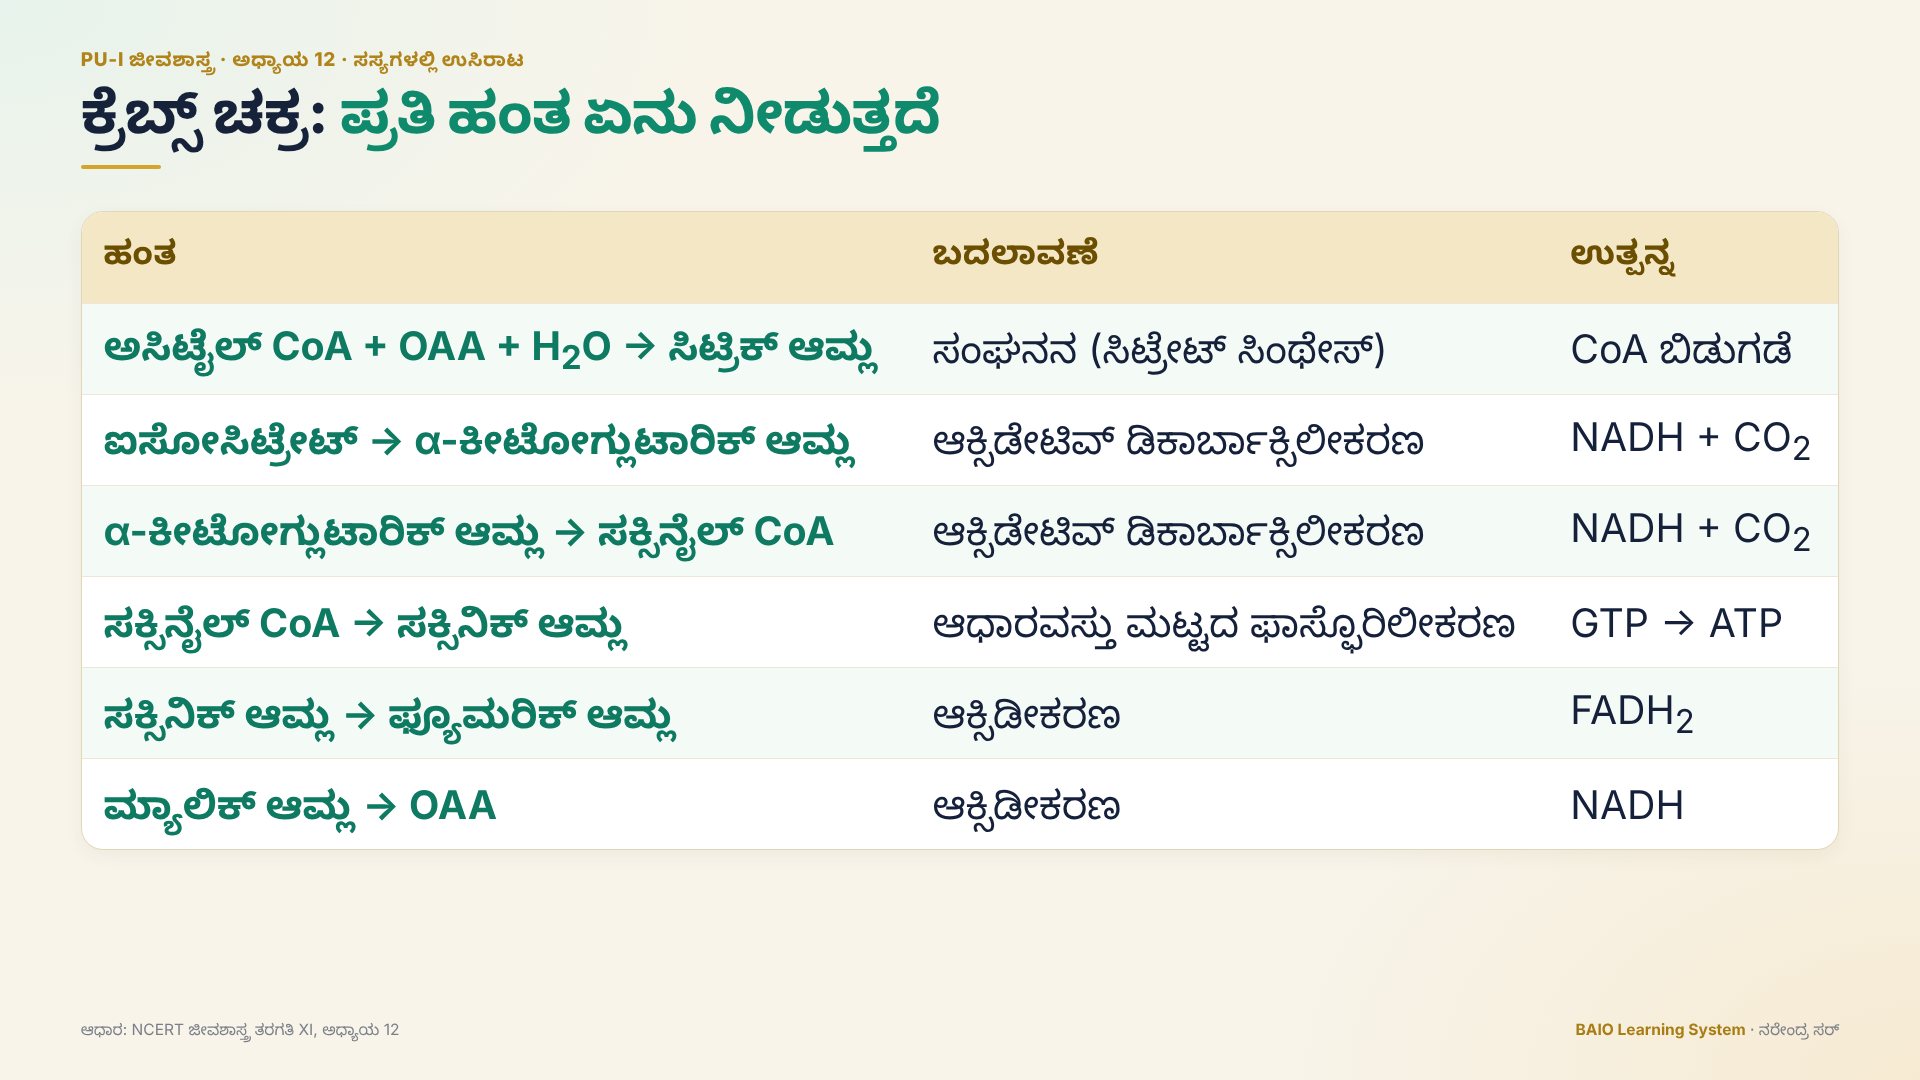 PU-I ಜೀವಶಾಸ್ತ್ರ · ಅಧ್ಯಾಯ 12 · ಸಸ್ಯಗಳಲ್ಲಿ ಉಸಿರಾಟ
ಕ್ರೆಬ್ಸ್ ಚಕ್ರ: ಪ್ರತಿ ಹಂತ ಏನು ನೀಡುತ್ತದೆ
ಹಂತ ಬದಲಾವಣೆ ಉತ್ಪನ್ನ
ಅಸಿಟೈಲ್ CoA + OAA + H₂O → ಸಿಟ್ರಿಕ್ ಆಮ್ಲ ಸಂಘನನ (ಸಿಟ್ರೇಟ್ ಸಿಂಥೇಸ್) CoA ಬಿಡುಗಡೆ
ಐಸೋಸಿಟ್ರೇಟ್ → α-ಕೀಟೋಗ್ಲುಟಾರಿಕ್ ಆಮ್ಲ ಆಕ್ಸಿಡೇಟಿವ್ ಡಿಕಾರ್ಬಾಕ್ಸಿಲೀಕರಣ NADH + CO₂
α-ಕೀಟೋಗ್ಲುಟಾರಿಕ್ ಆಮ್ಲ → ಸಕ್ಸಿನೈಲ್ CoA ಆಕ್ಸಿಡೇಟಿವ್ ಡಿಕಾರ್ಬಾಕ್ಸಿಲೀಕರಣ NADH + CO₂
ಸಕ್ಸಿನೈಲ್ CoA → ಸಕ್ಸಿನಿಕ್ ಆಮ್ಲ ಆಧಾರವಸ್ತು ಮಟ್ಟದ ಫಾಸ್ಫೊರಿಲೀಕರಣ GTP → ATP
ಸಕ್ಸಿನಿಕ್ ಆಮ್ಲ → ಫ್ಯೂಮರಿಕ್ ಆಮ್ಲ ಆಕ್ಸಿಡೀಕರಣ FADH₂
ಮ್ಯಾಲಿಕ್ ಆಮ್ಲ → OAA ಆಕ್ಸಿಡೀಕರಣ NADH
ಆಧಾರ: NCERT ಜೀವಶಾಸ್ತ್ರ ತರಗತಿ XI, ಅಧ್ಯಾಯ 12
BAIO Learning System · ನರೇಂದ್ರ ಸರ್